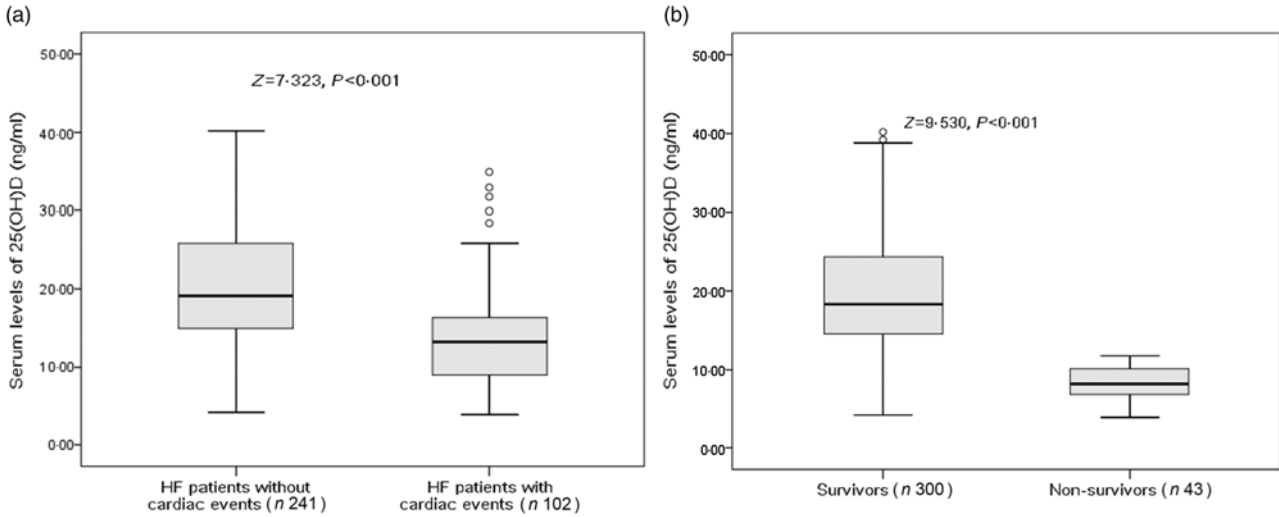 (a)
50·00
40·00
30·00
20·00
10·00
0·00
Serum levels of 25(OH)D (ng/ml)
Z=7·323, P<0·001
HF patients without
cardiac events (n 241)
HF patients with
cardiac events (n 102)
(b)
50·00
40·00
30·00
20·00
10·00
0·00
Serum levels of 25(OH)D (ng/ml)
Z=9·530, P<0·001
Survivors (n 300)
Non-survivors (n 43)